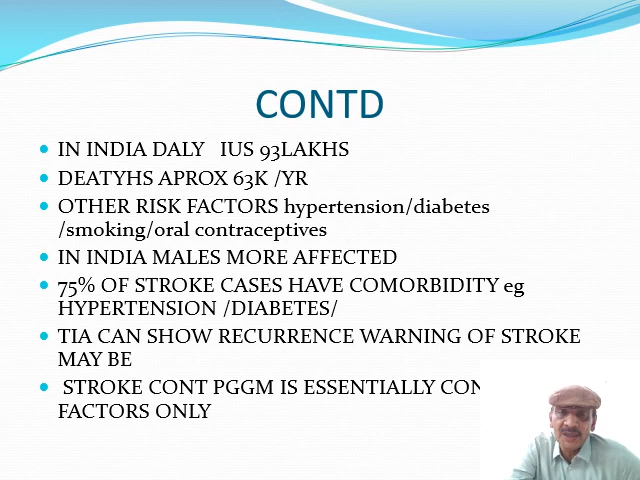 CONTD
IN INDIA DALY IUS 93LAKHS
DEATYHS APROX 63K /YR
OTHER RISK FACTORS hypertension/diabetes
/smoking/oral contraceptives
IN INDIA MALES MORE AFFECTED
75% OF STROKE CASES HAVE COMORBIDITY eg
HYPERTENSION /DIABETES/
TIA CAN SHOW RECURRENCE WARNING OF STROKE
MAY BE
STROKE CONT PGGM IS ESSENTIALLY
FACTORS ONLY